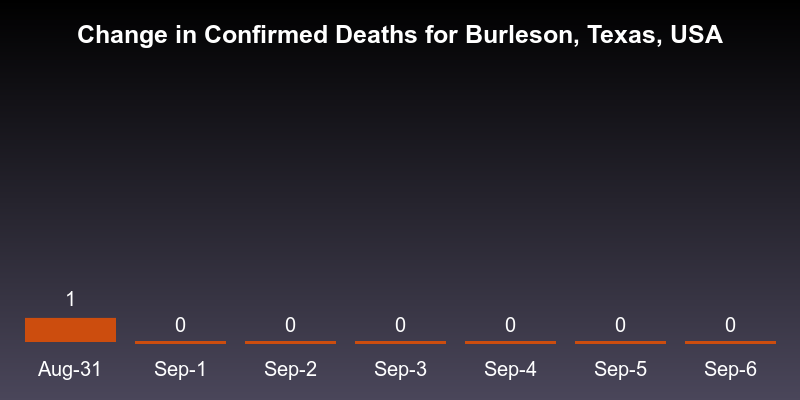 Change in Confirmed Deaths for Burleson, Texas, USA
1
0 0 0 0 0 0
Aug-31 Sep-1 Sep-2 Sep-3 Sep-4 Sep-5 Sep-6